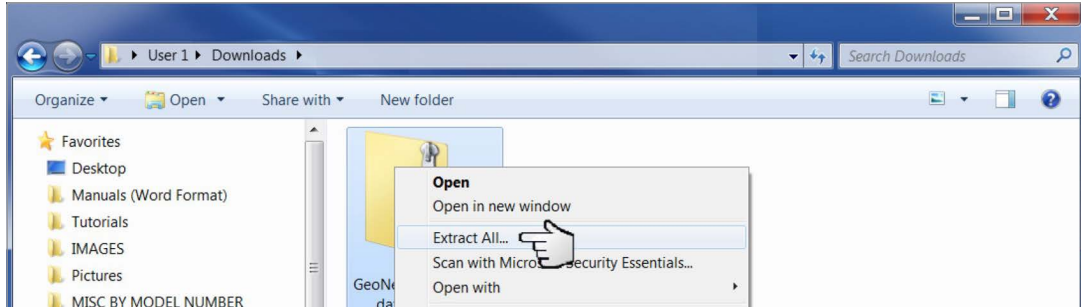 User 1 Downloads
Search Downloads
Organize Open Share with New folder
Favorites
Desktop
Manuals (Word Format)
Tutorials
IMAGES
Pictures
MISC BY MODEL NUMBER
Open
Open in new window
Extract All...
Scan with Security Essentials...
Open with